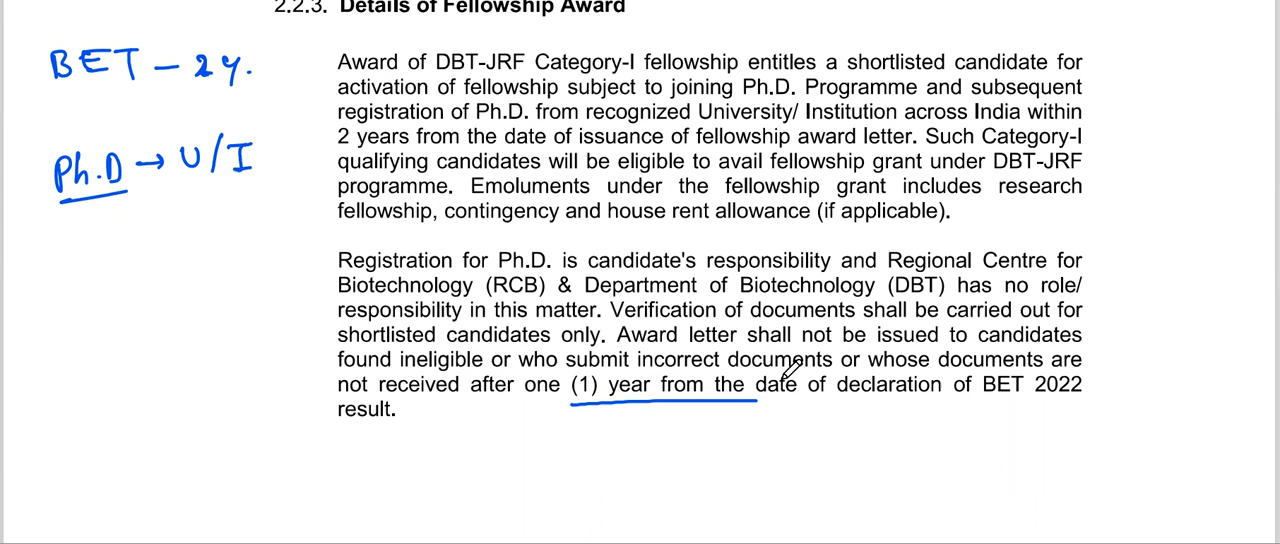 2.2.3. Details of Fellowship Award
BET - 2y.
Award of DBT-JRF Category-I fellowship entitles a shortlisted candidate for
activation of fellowship subject to joining Ph.D. Programme and subsequent
registration of Ph.D. from recognized University/ Institution across India within
2 years from the date of issuance of fellowship award letter. Such Category-I
Ph.D → U/I
qualifying candidates will be eligible to avail fellowship grant under DBT-JRF
programme. Emoluments under the fellowship grant includes research
fellowship, contingency and house rent allowance (if applicable).
Registration for Ph.D. is candidate's responsibility and Regional Centre for
Biotechnology (RCB) & Department of Biotechnology (DBT) has no role/
responsibility in this matter. Verification of documents shall be carried out for
shortlisted candidates only. Award letter shall not be issued to candidates
found ineligible or who submit incorrect documents or whose documents are
not received after one (1) year from the date of declaration of BET 2022
result.